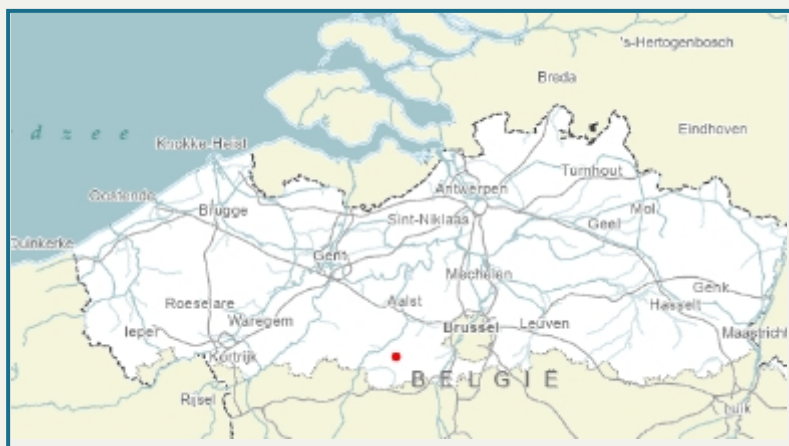 's-Hertogenbosch
Breda
Eindhoven
d z e e
Knokke-Heist
Turnhout
Antwerpen
Oostende
Brugge
Sint-Niklaas
Mol
Geel
Duinkerke
Gent
Mechelen
Genk
Roeselare
Aalst
Hasselt
Ieper
Waregem
Brussel
Leuven
Maastricht
Kortrijk
BELGIË
Rijsel
Luik